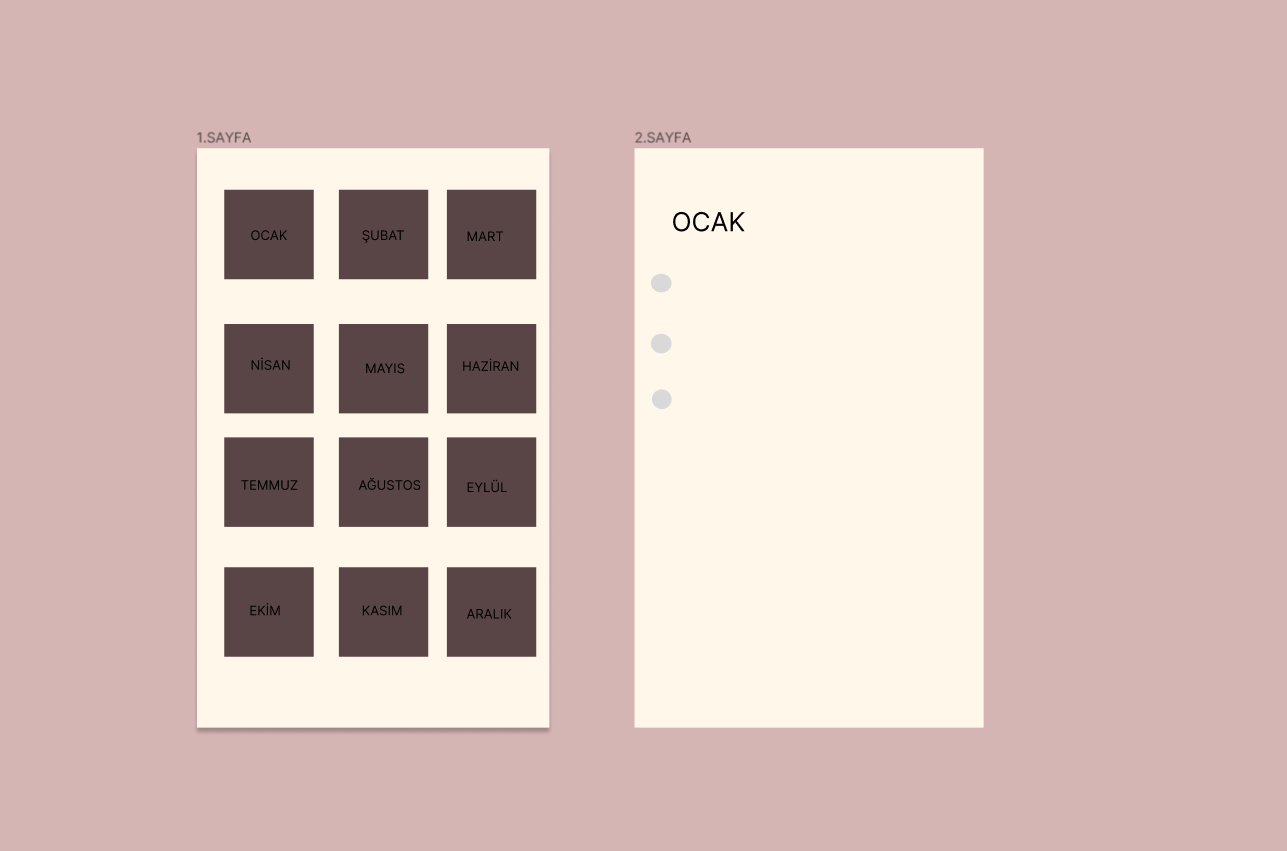 1.SAYFA
OCAK ŞUBAT MART
NİSAN MAYIS HAZİRAN
TEMMUZ AĞUSTOS EYLÜL
EKİM KASIM ARALIK
2.SAYFA
OCAK